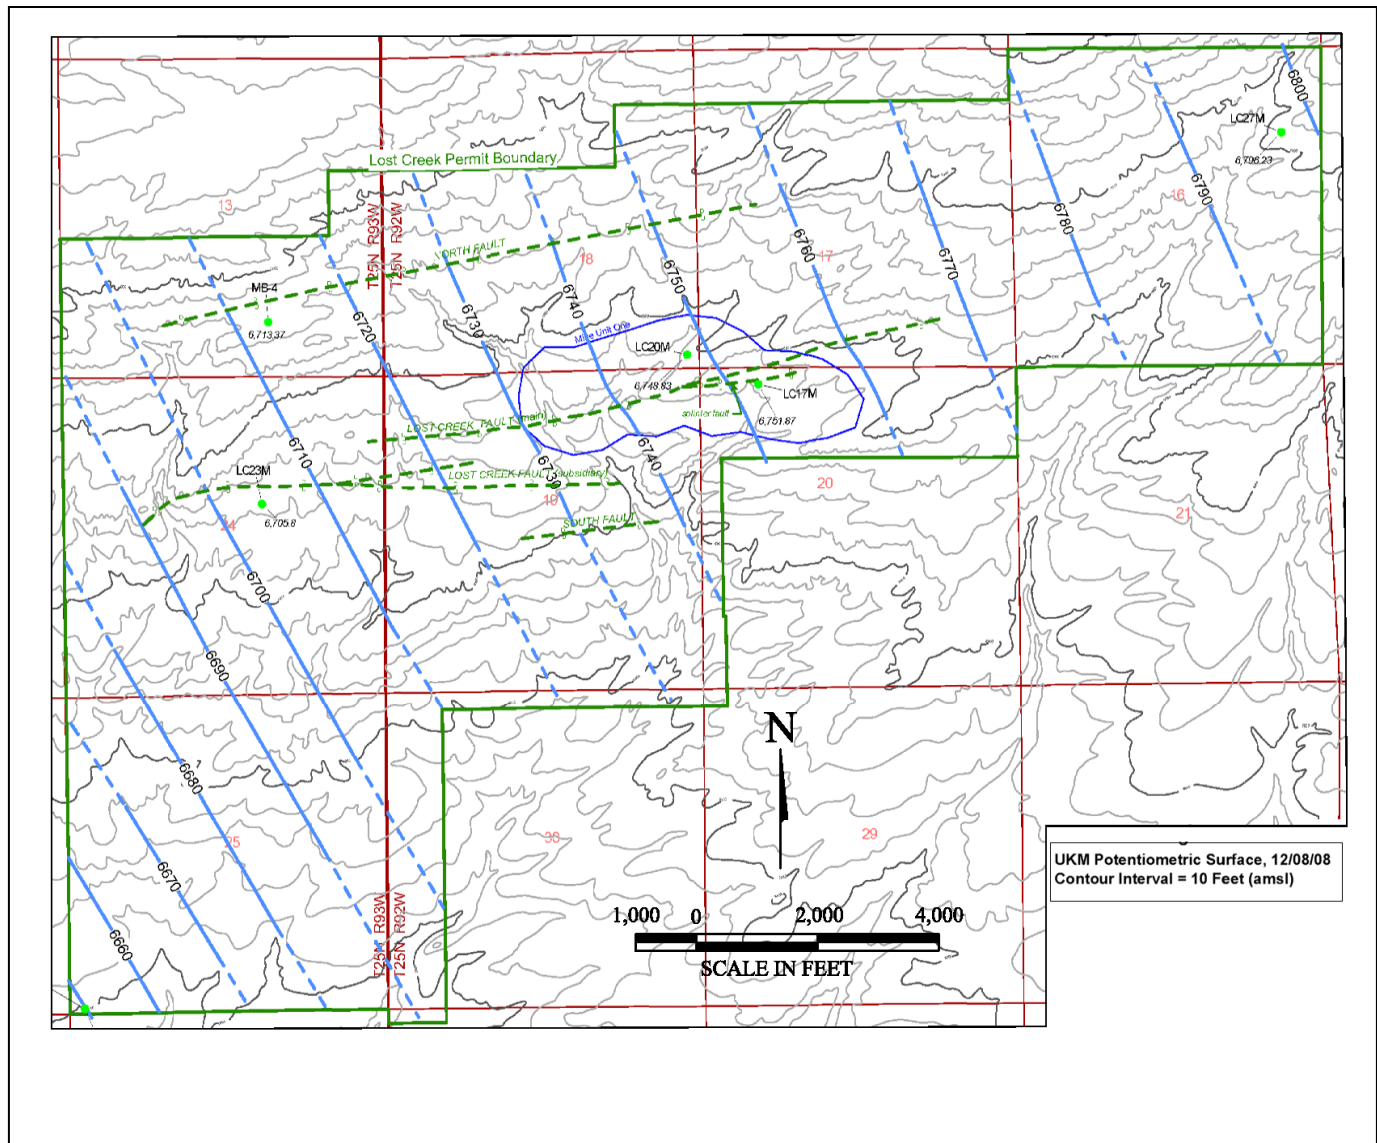 6800
LC27M
6,796.23
Lost Creek Permit Boundary
13
16
6790
T25N R93W
T25N R92W
6780
NORTH FAULT
18
17
6760
6770
6750
MB-4
6,713.37
6740
6730
6720
Mine Unit One
LC20M
6,748.83
LC17M
6,751.87
splinter fault
LOST CREEK FAULT (main)
6710
6730
6740
LC23M
6,705.8
LOST CREEK FAULT (subsidiary)
19
20
21
24
SOUTH FAULT
6700
6690
N
6680
25
30
29
UKM Potentiometric Surface, 12/08/08
Contour Interval = 10 Feet (amsl)
6670
1,000 0 2,000 4,000
SCALE IN FEET
6660
T25N R93W
T25N R92W